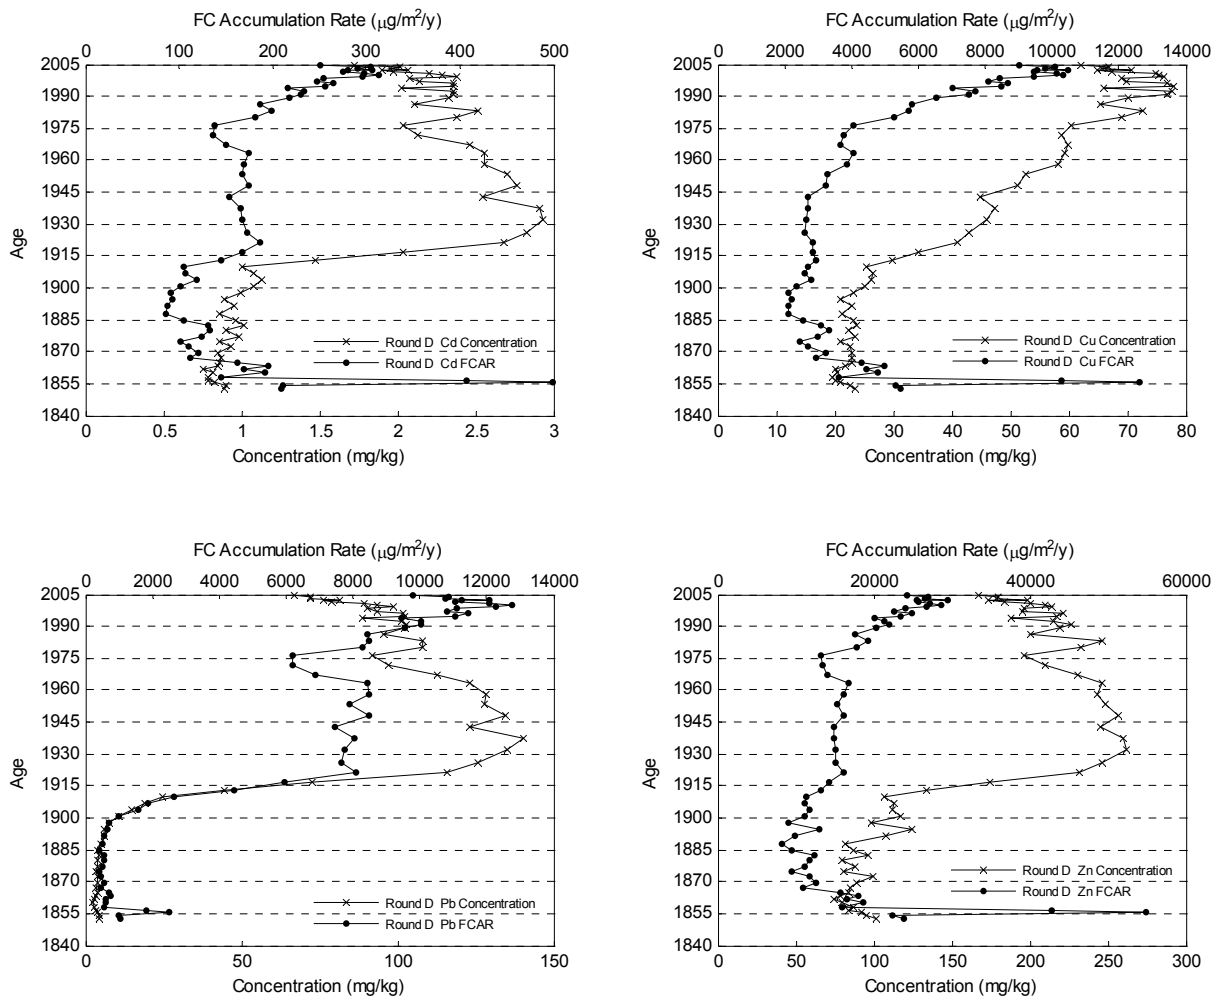 FC Accumulation Rate (μg/m²/y)
0 100 200 300 400 500
2005
1990
1975
1960
1945
1930
1915
1900
1885
1870
1855
1840
Age
Round D Cd Concentration
Round D Cd FCAR
0 0.5 1 1.5 2 2.5 3
Concentration (mg/kg)
FC Accumulation Rate (μg/m²/y)
0 2000 4000 6000 8000 10000 12000 14000
2005
1990
1975
1960
1945
1930
1915
1900
1885
1870
1855
1840
Age
Round D Cu Concentration
Round D Cu FCAR
0 10 20 30 40 50 60 70 80
Concentration (mg/kg)
FC Accumulation Rate (μg/m²/y)
0 2000 4000 6000 8000 10000 12000 14000
2005
1990
1975
1960
1945
1930
1915
1900
1885
1870
1855
1840
Age
Round D Pb Concentration
Round D Pb FCAR
0 50 100 150
Concentration (mg/kg)
FC Accumulation Rate (μg/m²/y)
0 20000 40000 60000
2005
1990
1975
1960
1945
1930
1915
1900
1885
1870
1855
1840
Age
Round D Zn Concentration
Round D Zn FCAR
0 50 100 150 200 250 300
Concentration (mg/kg)